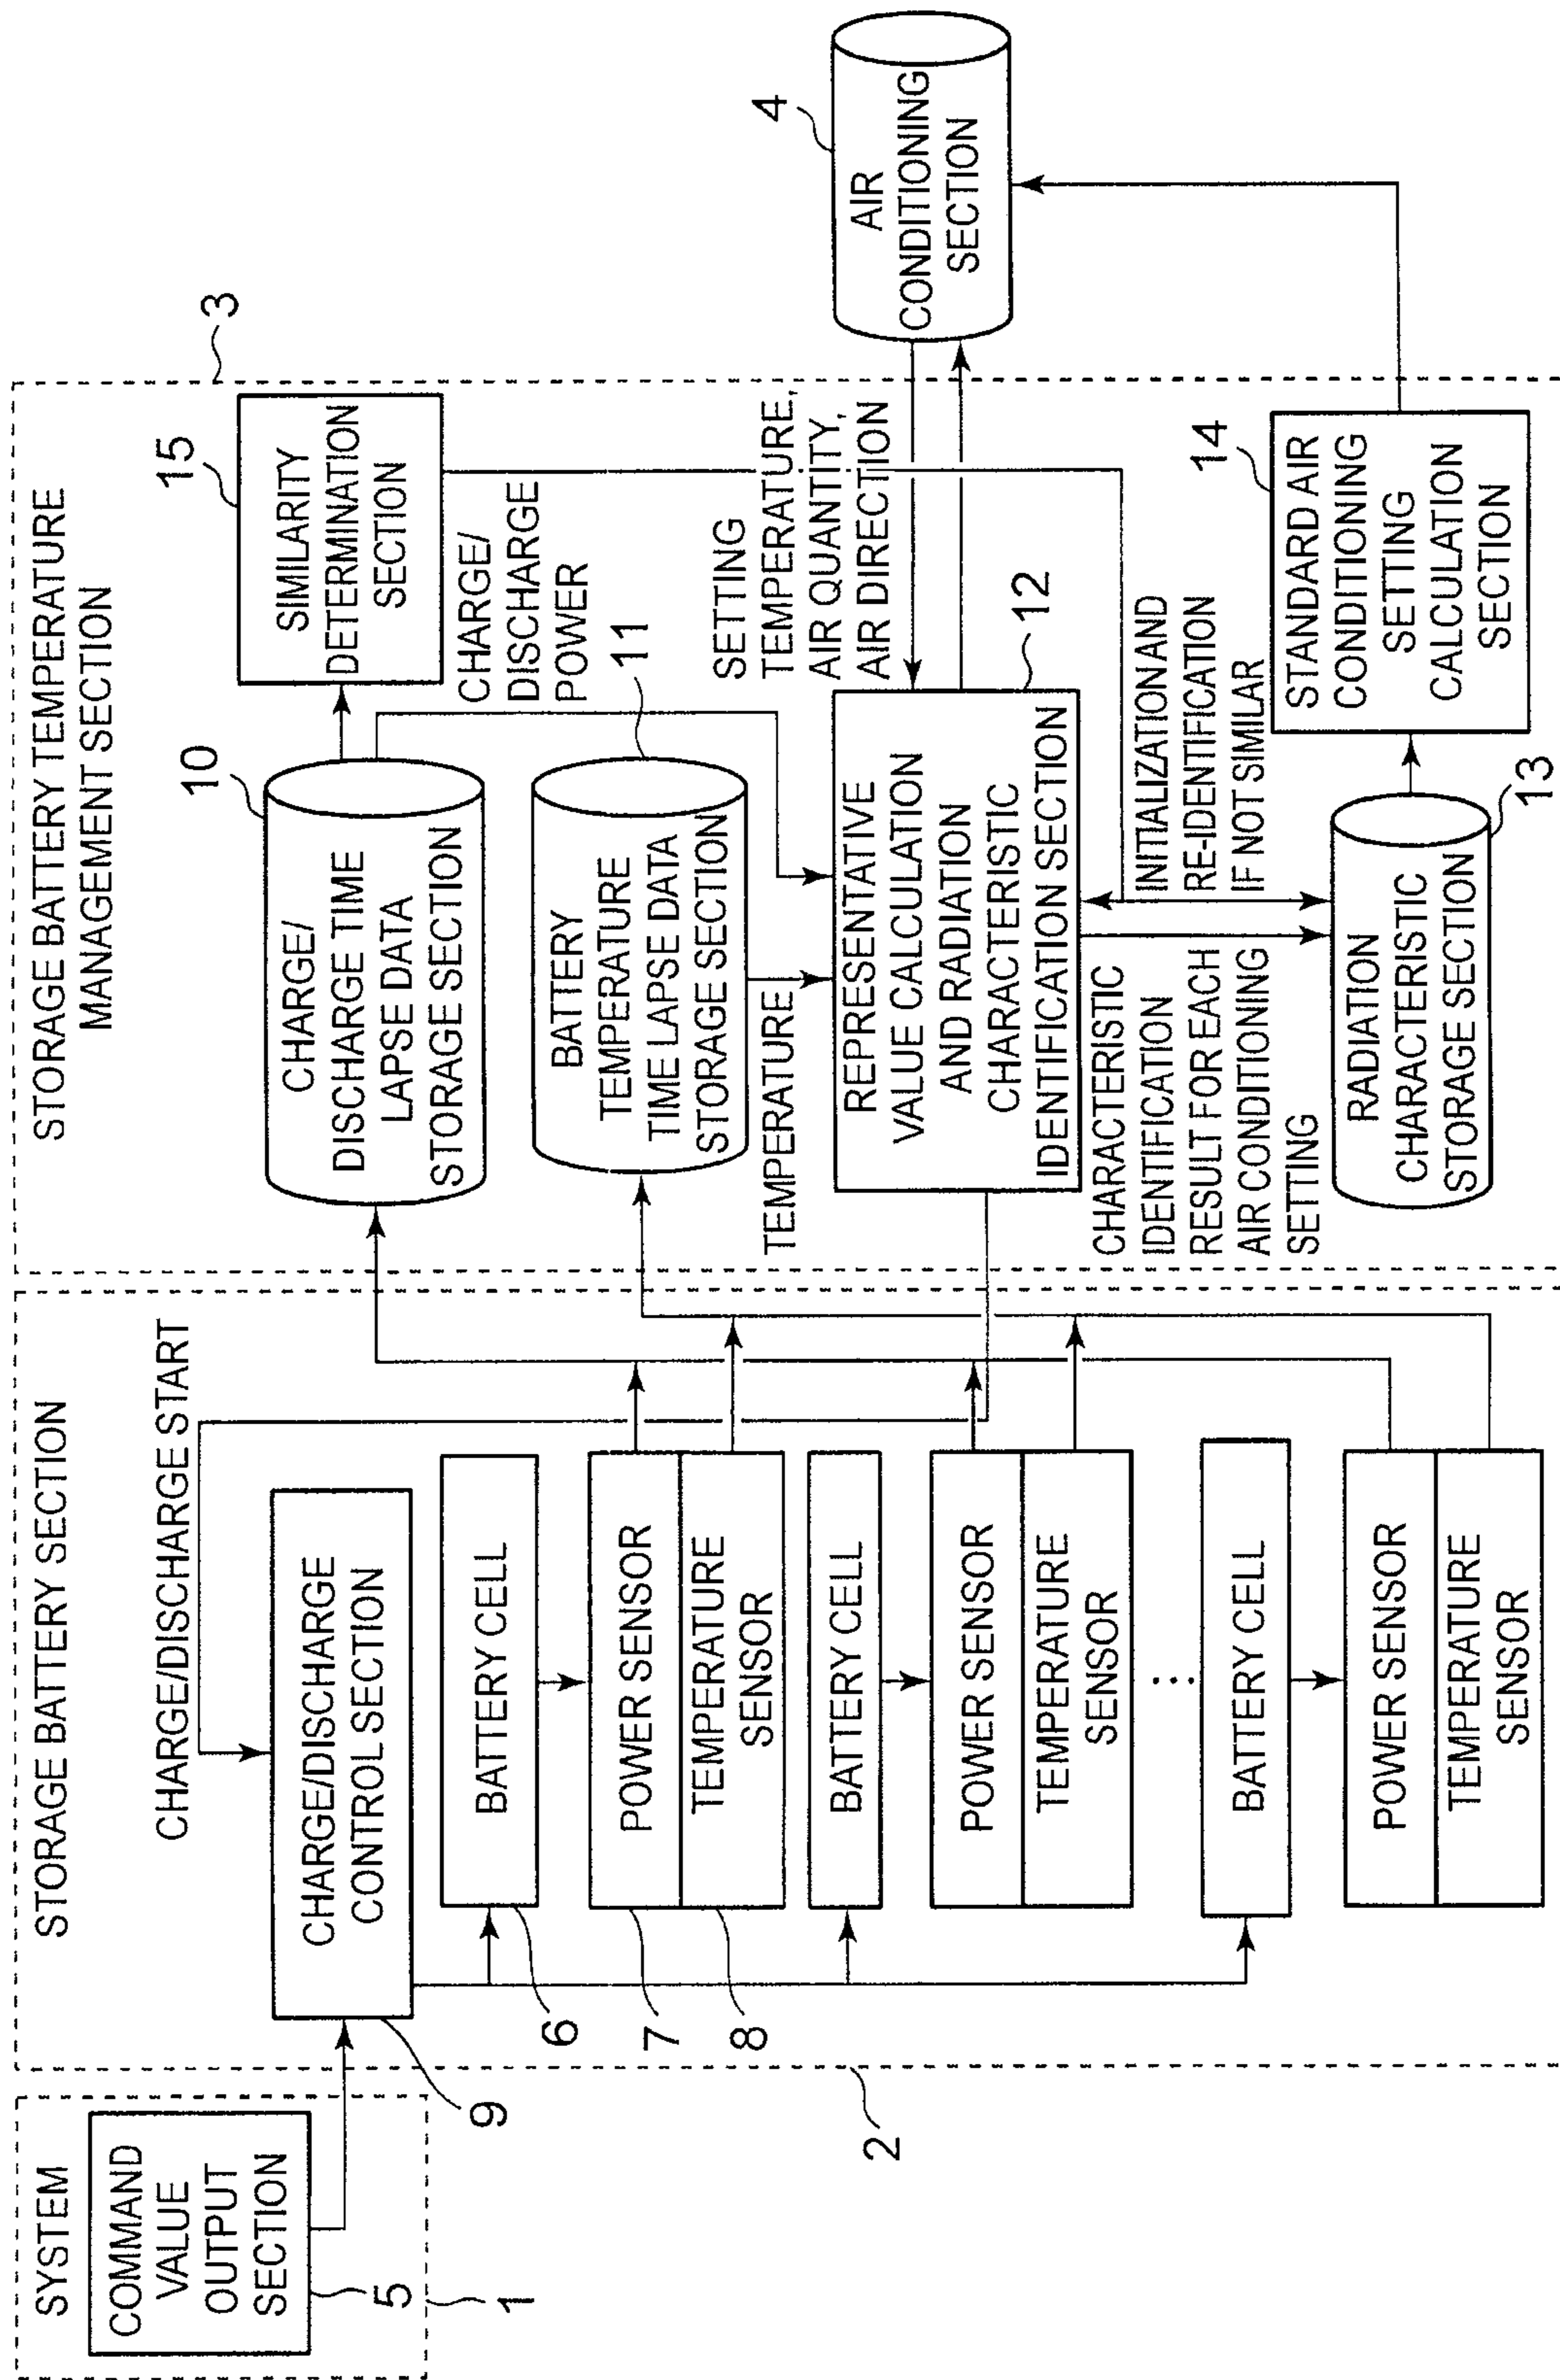 SYSTEM
COMMAND
VALUE
OUTPUT
SECTION
5
1
STORAGE BATTERY SECTION
CHARGE/DISCHARGE START
CHARGE/DISCHARGE
CONTROL SECTION
9
BATTERY CELL
6
POWER SENSOR
7
TEMPERATURE
SENSOR
8
BATTERY CELL
POWER SENSOR
TEMPERATURE
SENSOR
...
BATTERY CELL
POWER SENSOR
TEMPERATURE
SENSOR
2
STORAGE BATTERY TEMPERATURE
MANAGEMENT SECTION
3
10
CHARGE/
DISCHARGE TIME
LAPSE DATA
STORAGE SECTION
15
SIMILARITY
DETERMINATION
SECTION
CHARGE/
DISCHARGE
POWER
11
BATTERY
TEMPERATURE
TIME LAPSE DATA
STORAGE SECTION
TEMPERATURE
SETTING
TEMPERATURE,
AIR QUANTITY,
AIR DIRECTION
12
REPRESENTATIVE
VALUE CALCULATION
AND RADIATION
CHARACTERISTIC
IDENTIFICATION SECTION
CHARACTERISTIC
IDENTIFICATION
RESULT FOR EACH
AIR CONDITIONING
SETTING
INITIALIZATION AND
RE-IDENTIFICATION
IF NOT SIMILAR
RADIATION
CHARACTERISTIC
STORAGE SECTION
13
14
STANDARD AIR
CONDITIONING
SETTING
CALCULATION
SECTION
4
AIR
CONDITIONING
SECTION